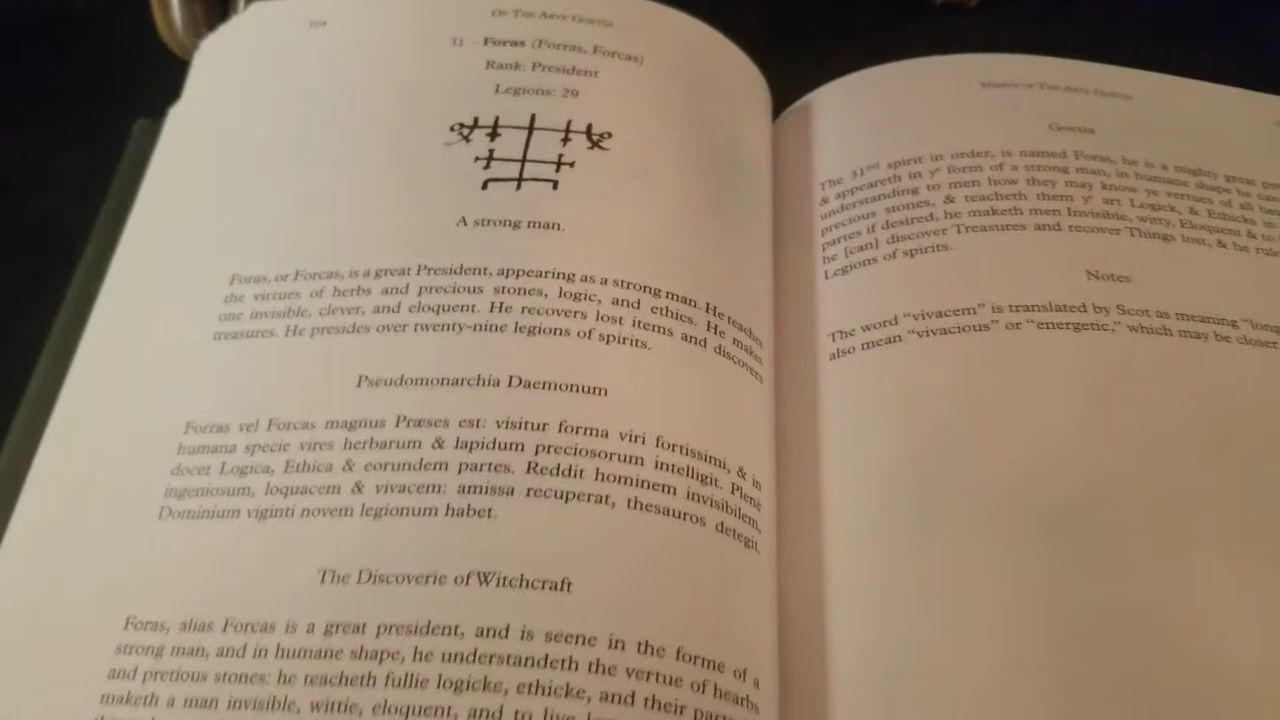 104
OF THE ARTE GOETIA
31 – Foras (Forras, Forcas)
Rank: President
Legions: 29
A strong man.
Foras, or Forcas, is a great President, appearing as a strong man. He teaches
the virtues of herbs and precious stones, logic, and ethics. He makes
one invisible, clever, and eloquent. He recovers lost items and discovers
treasures. He presides over twenty-nine legions of spirits.
Pseudomonarchia Daemonum
Forras vel Forcas magnus Præses est: visitur forma viri fortissimi, & in
humana specie vires herbarum & lapidum preciosorum intelligit. Plenè
docet Logica, Ethica & eorundem partes. Reddit hominem invisibilem,
ingeniosum, loquacem & vivacem: amissa recuperat, thesauros detegit.
Dominium viginti novem legionum habet.
The Discoverie of Witchcraft
Foras, alias Forcas is a great president, and is seene in the forme of a
strong man, and in humane shape, he understandeth the vertue of hearbs
and pretious stones: he teacheth fullie logicke, ethicke, and their
maketh a man invisible, wittie, eloquent, and to live
OF THE ARTE GOETIA
Goetia
The 31st spirit in order, is named Foras, he is a mighty great
& appeareth in yᵉ form of a strong man, in humane shape he
understanding to men how they may know ye vertues of all
precious stones, & teacheth them yᵉ art Logick, & Ethicks
partes if desired, he maketh men Invisible, witty, Eloquent & to
he [can] discover Treasures and recover Things lost, & he
Legions of spirits.
Notes
The word “vivacem” is translated by Scot as meaning
also mean “vivacious” or “energetic,” which may be closer